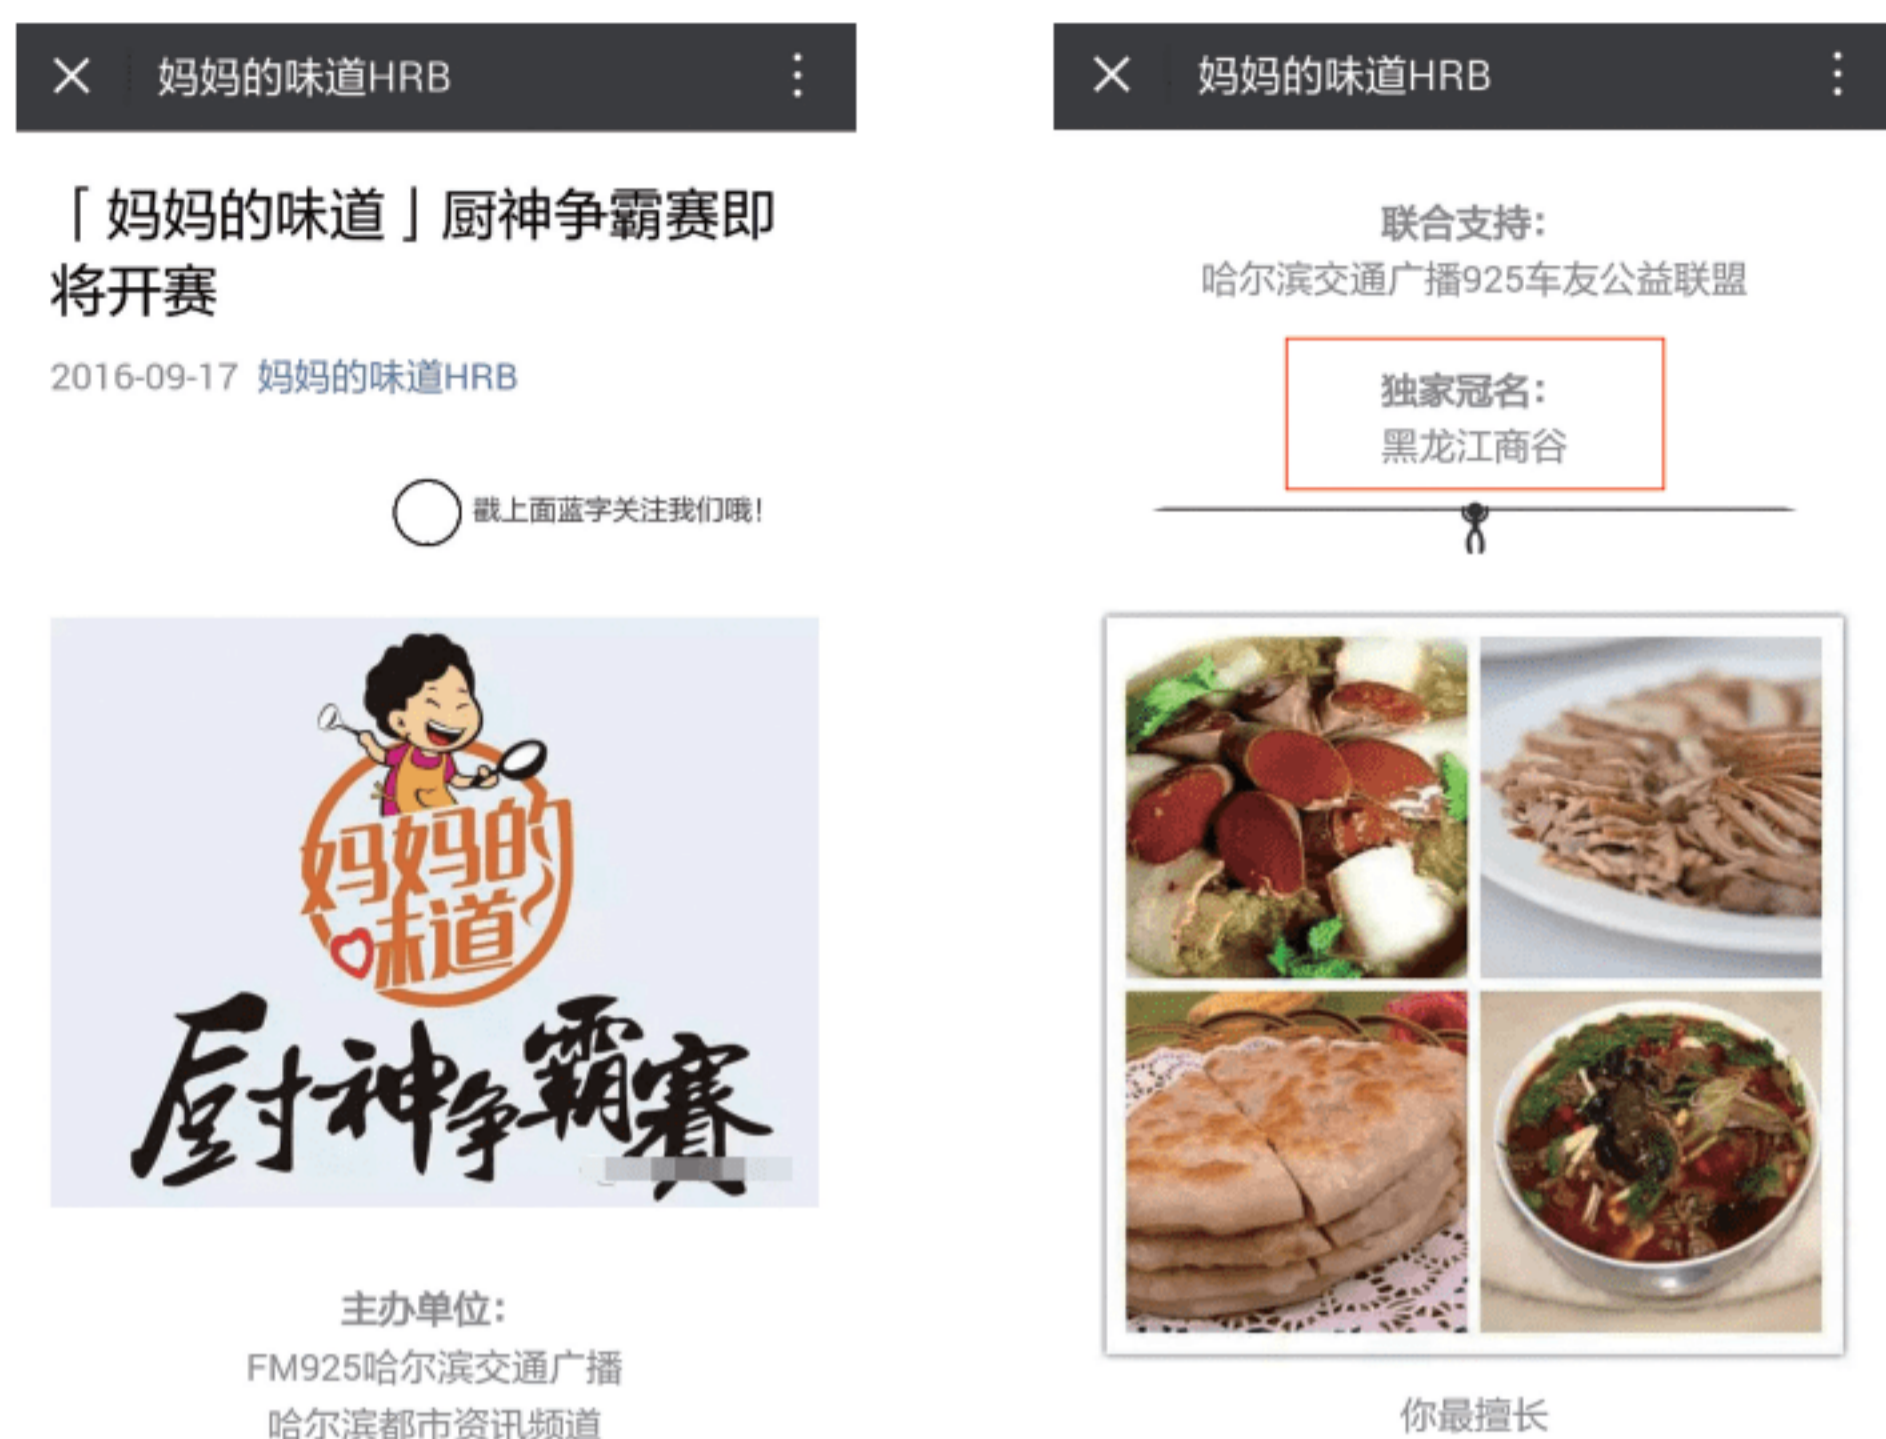 妈妈的味道HRB
「妈妈的味道」厨神争霸赛即
将开赛
2016-09-17 妈妈的味道HRB
戳上面蓝字关注我们哦!
妈妈的
味道
厨神争霸赛
主办单位:
FM925哈尔滨交通广播
哈尔滨都市资讯频道
妈妈的味道HRB
联合支持:
哈尔滨交通广播925车友公益联盟
独家冠名:
黑龙江商谷
你最擅长